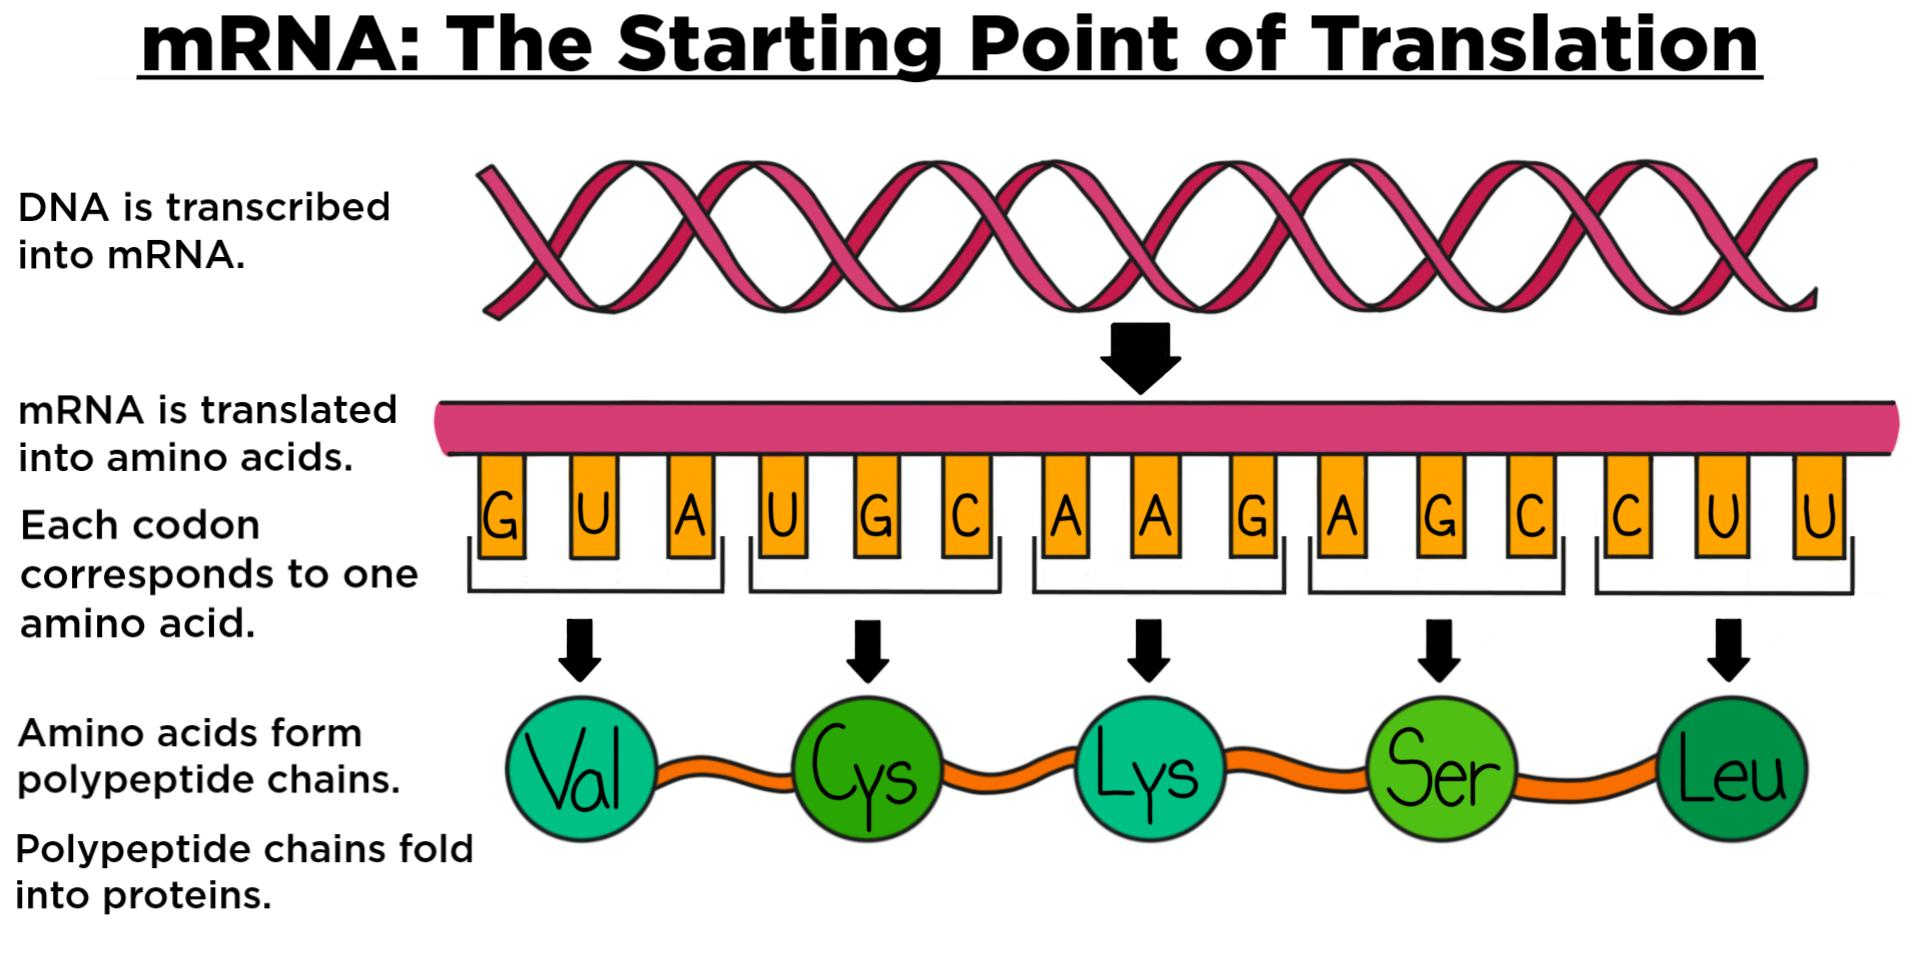 mRNA: The Starting Point of Translation
DNA is transcribed
into mRNA.
mRNA is translated
into amino acids.
G U A U G C A A G A G C C U U
Each codon
corresponds to one
amino acid.
Amino acids form
polypeptide chains.
Val Cys Lys Ser Leu
Polypeptide chains fold
into proteins.